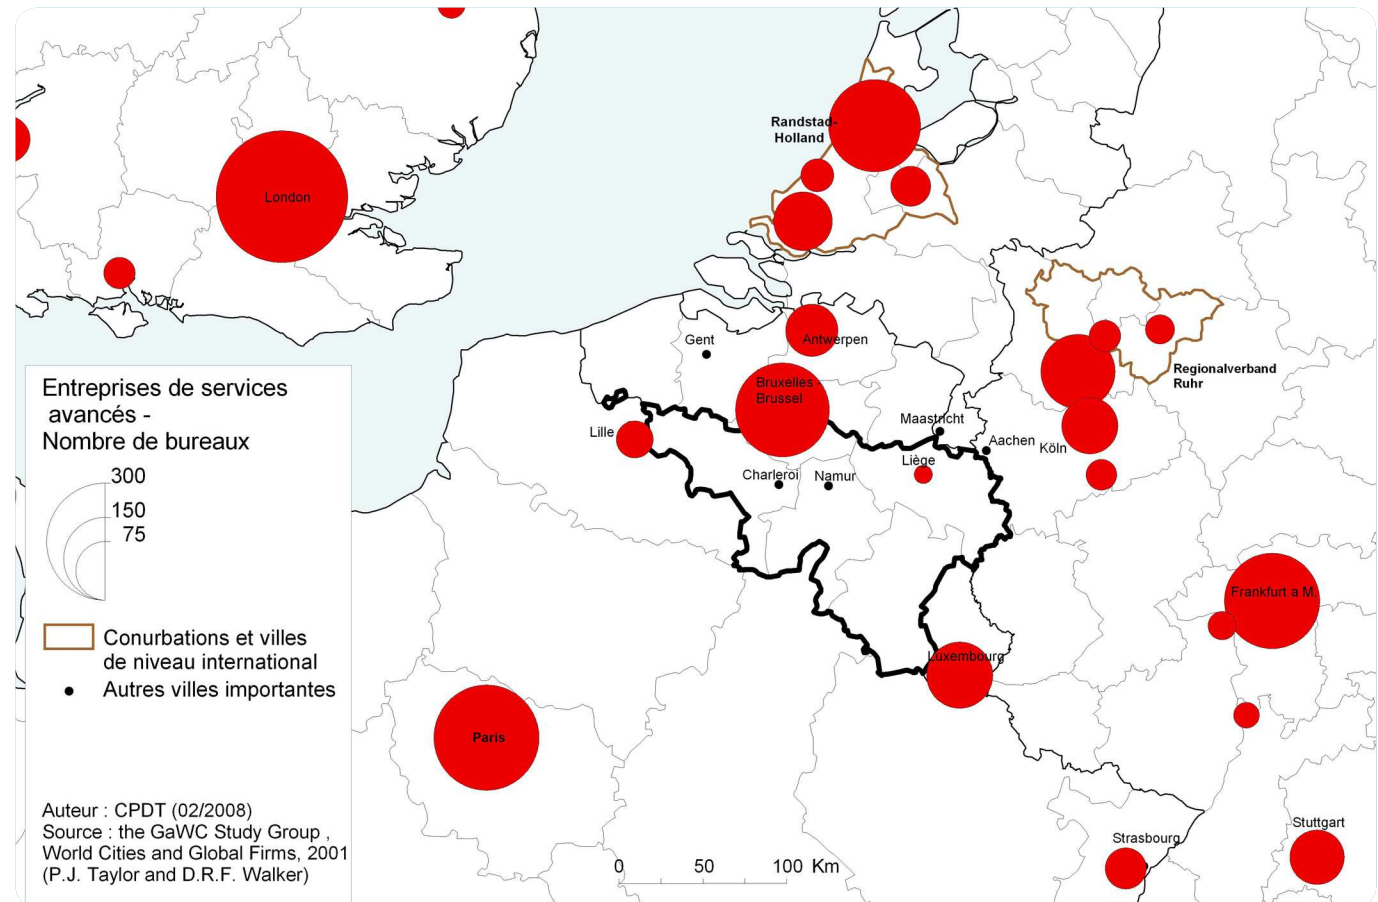 Randstad-
Holland
London
Gent
Antwerpen
Bruxelles -
Brussel
Regionalverband
Ruhr
Lille
Maastricht
Aachen
Köln
Liège
Charleroi
Namur
Frankfurt a M.
Luxembourg
Paris
Strasbourg
Stuttgart
Entreprises de services
avancés -
Nombre de bureaux
300
150
75
Conurbations et villes
de niveau international
Autres villes importantes
Auteur : CPDT (02/2008)
Source : the GaWC Study Group ,
World Cities and Global Firms, 2001
(P.J. Taylor and D.R.F. Walker)
0 50 100 Km